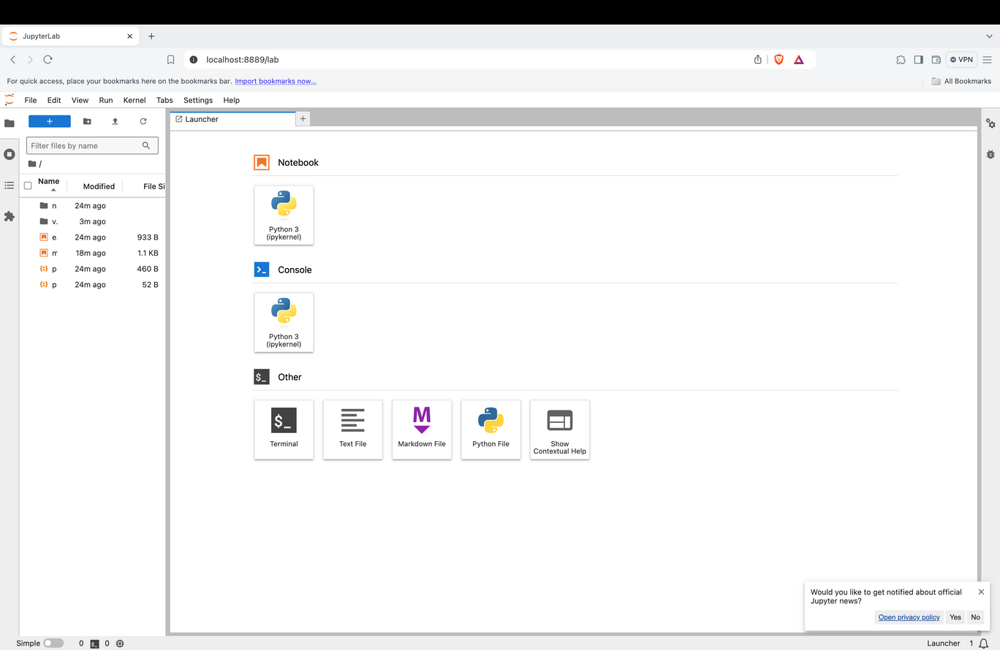 JupyterLab
localhost:8889/lab
VPN
For quick access, place your bookmarks here on the bookmarks bar. Import bookmarks now...
All Bookmarks
File Edit View Run Kernel Tabs Settings Help
Launcher
Filter files by name
/
Name Modified File Si
n 24m ago
v. 3m ago
e 24m ago 933 B
18m ago 1.1 KB
p 24m ago 460 B
p 24m ago 52 B
Notebook
Python 3
(ipykernel)
Console
Python 3
(ipykernel)
$_ Other
$_
Terminal
Text File
M
Markdown File
Python File
Show
Contextual Help
Would you like to get notified about official
Jupyter news?
Open privacy policy Yes No
Simple 0 $_ 0
Launcher 1